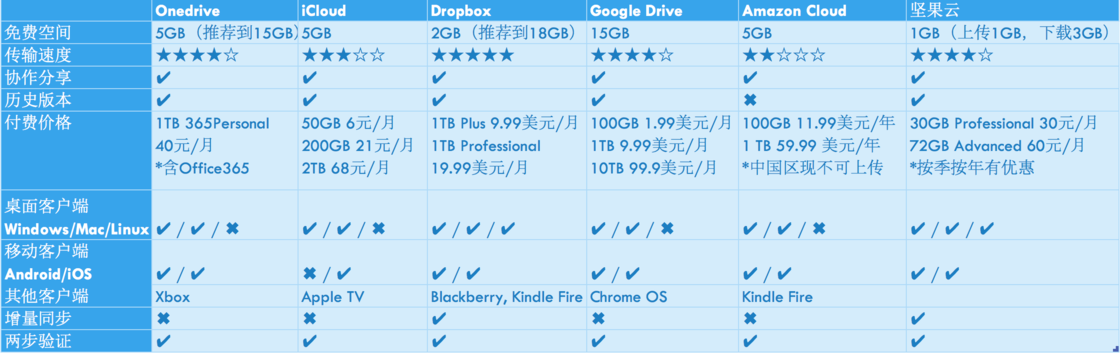 Onedrive iCloud Dropbox Google Drive Amazon Cloud 坚果云
免费空间 5GB（推荐到15GB） 5GB 2GB（推荐到18GB） 15GB 5GB 1GB（上传1GB，下载3GB）
传输速度 ★★★★☆ ★★★☆☆ ★★★★★ ★★★★☆ ★★☆☆☆ ★★★★☆
协作分享 ✔ ✔ ✔ ✔ ✔ ✔
历史版本 ✔ ✔ ✔ ✔ ✖ ✔
付费价格 1TB 365Personal 50GB 6元/月 1TB Plus 9.99美元/月 100GB 1.99美元/月 100GB 11.99美元/年 30GB Professional 30元/月
40元/月 200GB 21元/月 1TB Professional 1TB 9.99美元/月 1 TB 59.99 美元/年 72GB Advanced 60元/月
*含Office365 2TB 68元/月 19.99美元/月 10TB 99.9美元/月 *中国区现不可上传 *按季按年有优惠
桌面客户端
Windows/Mac/Linux ✔ / ✔ / ✖ ✔ / ✔ / ✖ ✔ / ✔ / ✔ ✔ / ✔ / ✖ ✔ / ✔ / ✖ ✔ / ✔ / ✔
移动客户端
Android/iOS ✔ / ✔ ✖ / ✔ ✔ / ✔ ✔ / ✔ ✔ / ✔ ✔ / ✔
其他客户端 Xbox Apple TV Blackberry, Kindle Fire Chrome OS Kindle Fire
增量同步 ✖ ✖ ✔ ✖ ✖ ✔
两步验证 ✔ ✔ ✔ ✔ ✔ ✔